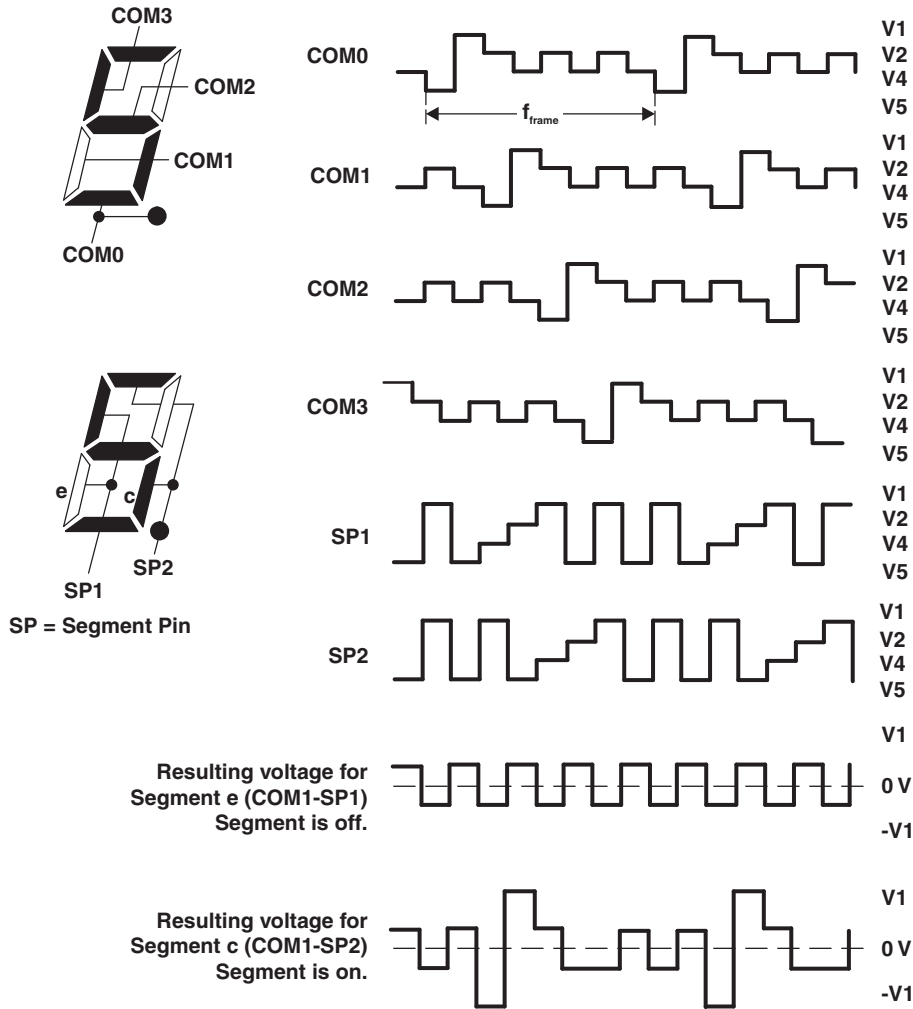 COM3
COM2
COM1
COM0
COM0
V1
V2
V4
V5
fframe
COM1
V1
V2
V4
V5
COM2
V1
V2
V4
V5
COM3
V1
V2
V4
V5
e
c
SP1
SP2
SP = Segment Pin
SP1
V1
V2
V4
V5
SP2
V1
V2
V4
V5
Resulting voltage for
Segment e (COM1-SP1)
Segment is off.
V1
0 V
-V1
Resulting voltage for
Segment c (COM1-SP2)
Segment is on.
V1
0 V
-V1